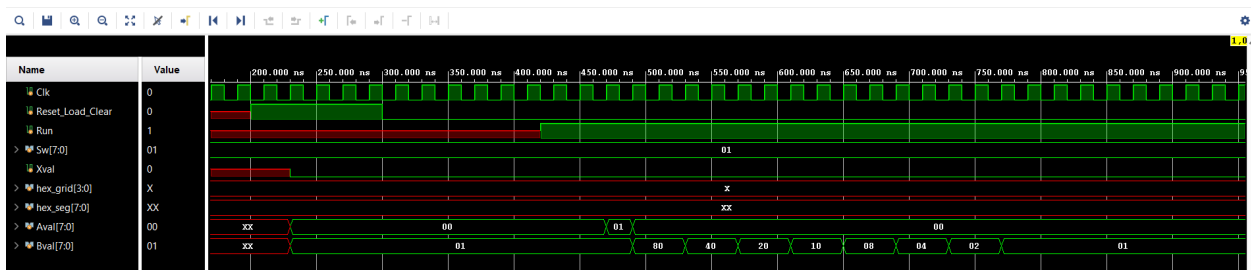 1,0
Name Value
200.000 ns 250.000 ns 300.000 ns 350.000 ns 400.000 ns 450.000 ns 500.000 ns 550.000 ns 600.000 ns 650.000 ns 700.000 ns 750.000 ns 800.000 ns 850.000 ns 900.000 ns
Clk 0
Reset_Load_Clear 0
Run 1
Sw[7:0] 01 01
Xval 0
hex_grid[3:0] X X
hex_seg[7:0] XX XX
Aval[7:0] 00 XX 00 01 00
Bval[7:0] 01 XX 01 80 40 20 10 08 04 02 01